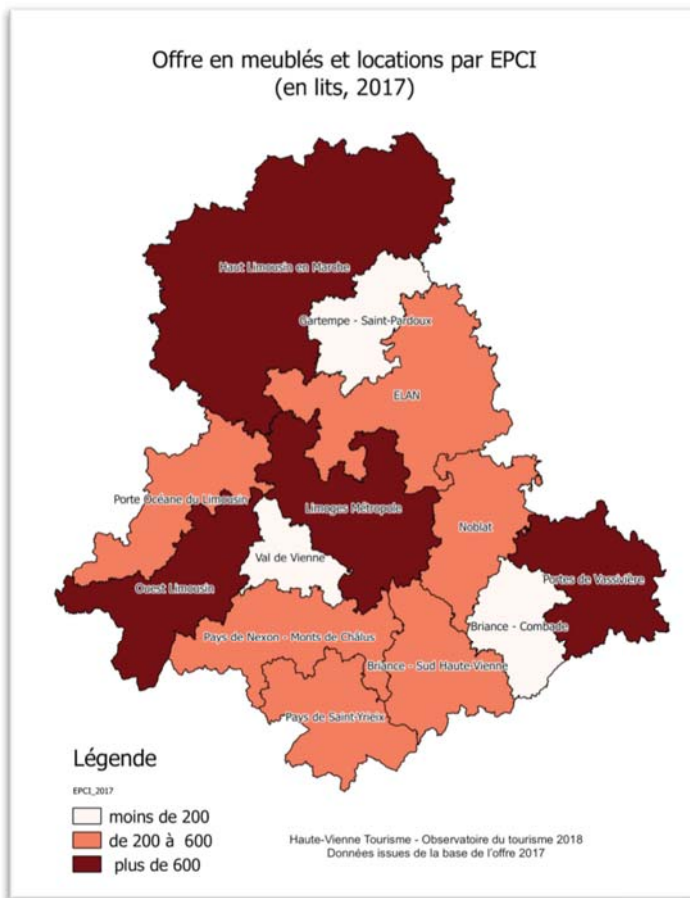 Offre en meublés et locations par EPCI
(en lits, 2017)
Haut Limousin en Marche
Gartempe - Saint-Pardoux
ELAN
Porte Océane du Limousin
Limoges Métropole
Noblat
Val de Vienne
Portes de Vassivière
Ouest Limousin
Briance - Combade
Pays de Nexon - Monts de Châlus
Briance - Sud Haute-Vienne
Pays de Saint-Yrieix
Légende
EPCI_2017
moins de 200
de 200 à 600
plus de 600
Haute-Vienne Tourisme - Observatoire du tourisme 2018
Données issues de la base de l'offre 2017